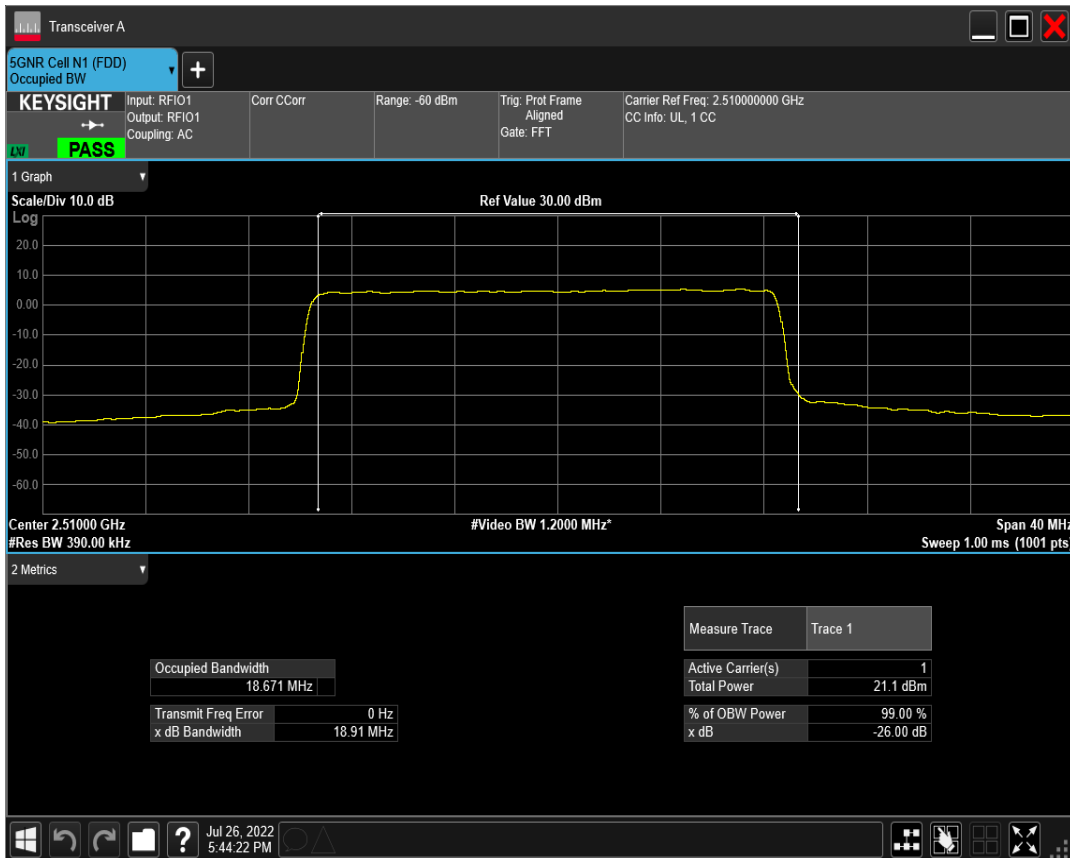 Transceiver A
5GNR Cell N1 (FDD)
Occupied BW
+
KEYSIGHT
LXI
PASS
Input: RFIO1
Output: RFIO1
Coupling: AC
Corr CCorr
Range: -60 dBm
Trig: Prot Frame
Aligned
Gate: FFT
Carrier Ref Freq: 2.510000000 GHz
CC Info: UL, 1 CC
1 Graph
Scale/Div 10.0 dB
Ref Value 30.00 dBm
Log
20.0
10.0
0.00
-10.0
-20.0
-30.0
-40.0
-50.0
-60.0
Center 2.51000 GHz
#Video BW 1.2000 MHz*
Span 40 MHz
#Res BW 390.00 kHz
Sweep 1.00 ms (1001 pts)
2 Metrics
Measure Trace Trace 1
Occupied Bandwidth
18.671 MHz
Active Carrier(s) 1
Total Power 21.1 dBm
Transmit Freq Error 0 Hz
x dB Bandwidth 18.91 MHz
% of OBW Power 99.00 %
x dB -26.00 dB
?
Jul 26, 2022
5:44:22 PM